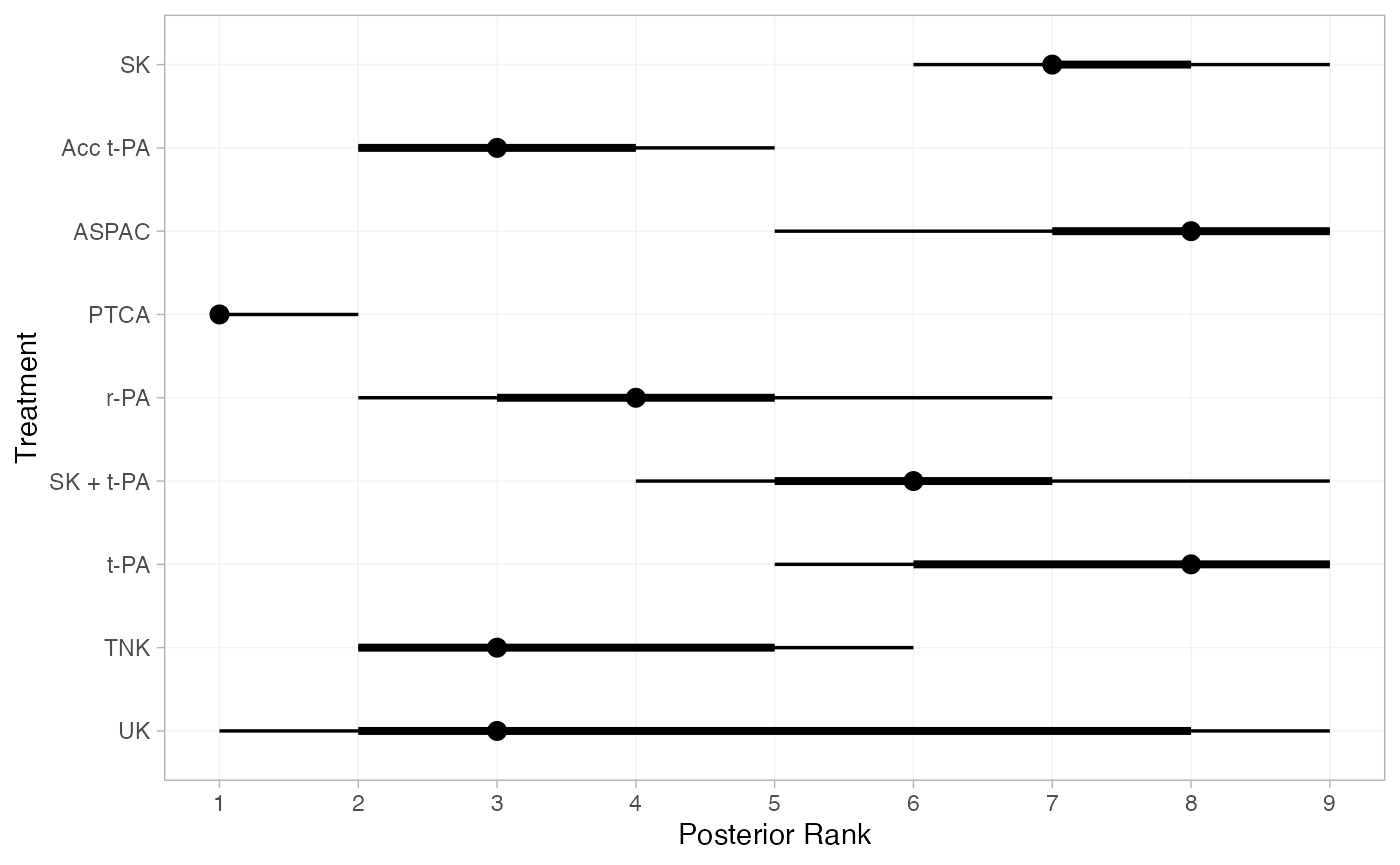 SK
Acc t-PA
ASPAC
PTCA
r-PA
SK + t-PA
t-PA
TNK
UK
Treatment
1 2 3 4 5 6 7 8 9
Posterior Rank